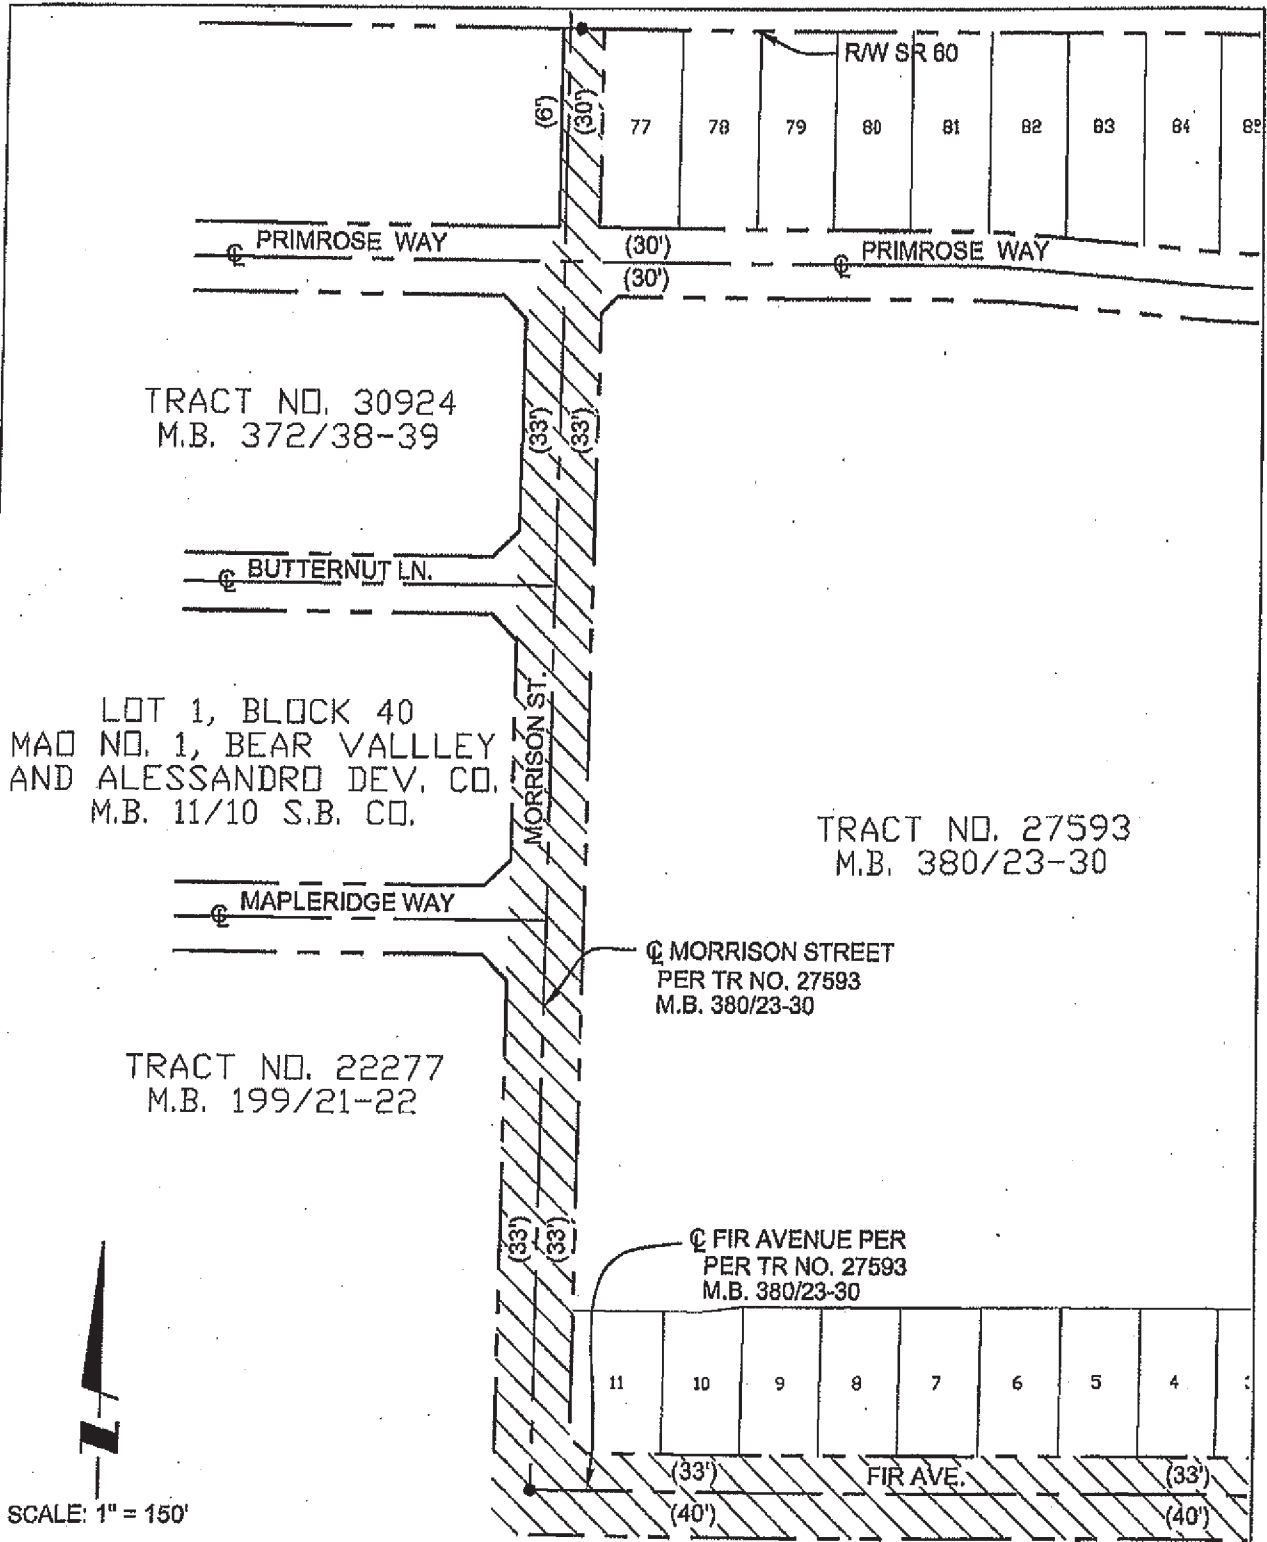 R/W SR 60
(6')
(30')
77
78
79
80
81
82
83
84
℄ PRIMROSE WAY
(30')
(30')
℄ PRIMROSE WAY
TRACT NO. 30924
M.B. 372/38-39
(33')
(33')
℄ BUTTERNUT LN.
LOT 1, BLOCK 40
MAO NO. 1, BEAR VALLLEY
AND ALESSANDRO DEV. CO.
M.B. 11/10 S.B. CO.
MORRISON ST.
TRACT NO. 27593
M.B. 380/23-30
℄ MAPLERIDGE WAY
℄ MORRISON STREET
PER TR NO. 27593
M.B. 380/23-30
TRACT NO. 22277
M.B. 199/21-22
(33')
(33')
℄ FIR AVENUE PER
PER TR NO. 27593
M.B. 380/23-30
11
10
9
8
7
6
5
4
(33')
FIR AVE.
(33')
(40')
(40')
N
SCALE: 1" = 150'